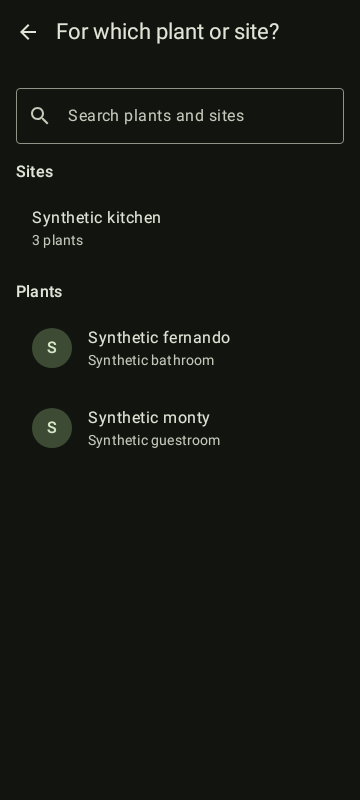 For which plant or site?
Search plants and sites
Sites
Synthetic kitchen
3 plants
Plants
S
Synthetic fernando
Synthetic bathroom
S
Synthetic monty
Synthetic guestroom